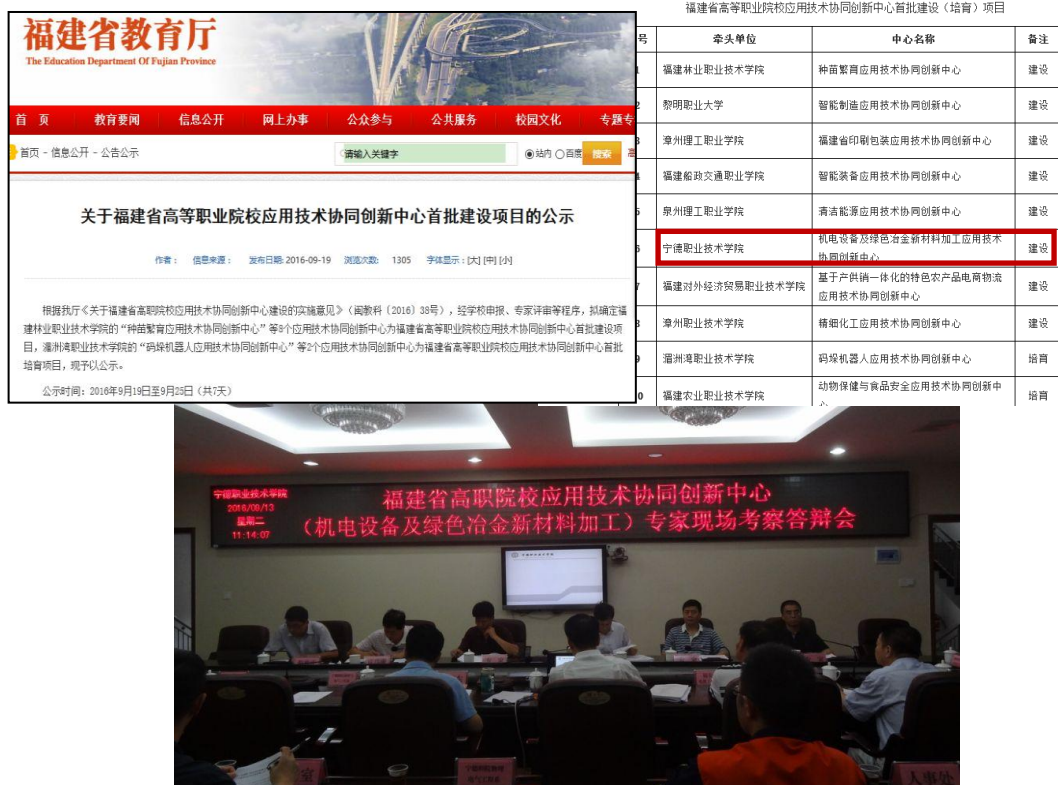 福建省教育厅
The Education Department Of Fujian Province
首 页 教育要闻 信息公开 网上办事 公众参与 公共服务 校园文化 专题专
首页 - 信息公开 - 公告公示 请输入关键字 站内 百度 搜索 高
关于福建省高等职业院校应用技术协同创新中心首批建设项目的公示
作者： 信息来源： 发布日期: 2016-09-19 浏览次数: 1305 字体显示：[大] [中] [小]
根据我厅《关于福建省高职院校应用技术协同创新中心建设的实施意见》（闽教科〔2016〕38号），经学校申报、专家评审等程序，拟确定福
建林业职业技术学院的“种苗繁育应用技术协同创新中心”等8个应用技术协同创新中心为福建省高等职业院校应用技术协同创新中心首批建设项
目，湄洲湾职业技术学院的“码垛机器人应用技术协同创新中心”等2个应用技术协同创新中心为福建省高等职业院校应用技术协同创新中心首批
培育项目，现予以公示。
公示时间：2016年9月19日至9月25日（共7天）
福建省高等职业院校应用技术协同创新中心首批建设（培育）项目
号 牵头单位 中心名称 备注
1 福建林业职业技术学院 种苗繁育应用技术协同创新中心 建设
2 黎明职业大学 智能制造应用技术协同创新中心 建设
3 漳州理工职业学院 福建省印刷包装应用技术协同创新中心 建设
4 福建船政交通职业学院 智能装备应用技术协同创新中心 建设
5 泉州理工职业学院 清洁能源应用技术协同创新中心 建设
6 宁德职业技术学院 机电设备及绿色冶金新材料加工应用技术
协同创新中心 建设
7 福建对外经济贸易职业技术学院 基于产供销一体化的特色农产品电商物流
应用技术协同创新中心 建设
8 漳州职业技术学院 精细化工应用技术协同创新中心 建设
9 湄洲湾职业技术学院 码垛机器人应用技术协同创新中心 培育
0 福建农业职业技术学院 动物保健与食品安全应用技术协同创新中
心 培育
宁德职业技术学院
2016/09/13
星期二
11:14:07
福建省高职院校应用技术协同创新中心
（机电设备及绿色冶金新材料加工）专家现场考察答辩会
人事处